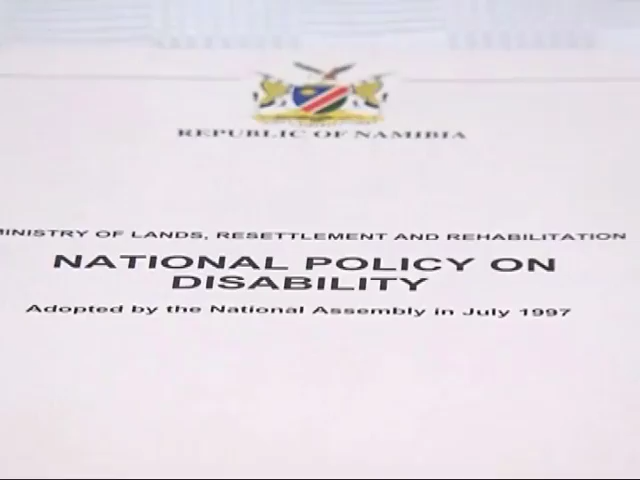 REPUBLIC OF NAMIBIA
MINISTRY OF LANDS, RESETTLEMENT AND REHABILITATION
NATIONAL POLICY ON
DISABILITY
Adopted by the National Assembly in July 1997